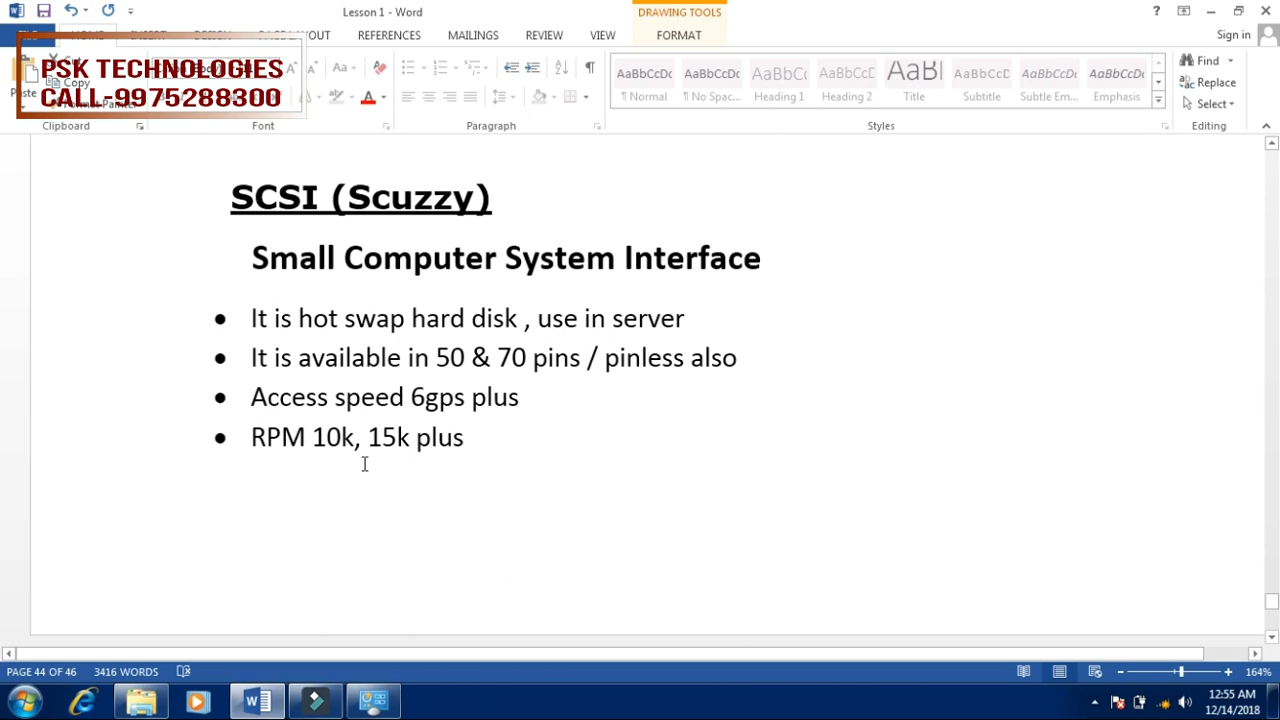 Lesson 1 - Word
DRAWING TOOLS
Sign in
REFERENCES
MAILINGS
REVIEW
VIEW
FORMAT
PSK TECHNOLOGIES
CALL-9975288300
Paste
Copy
Format Painter
Clipboard
Font
Paragraph
AaBbCcDc AaBbCcDc AaBbCc AaBbCcD AaBl AaBbCcD AaBbCcDc AaBbCcDc
¶ Normal ¶ No Spac... Heading 1 Heading 2 Title Subtitle Subtle Em... Emphasis
Styles
Find
Replace
Select
Editing
SCSI (Scuzzy)
Small Computer System Interface
• It is hot swap hard disk , use in server
• It is available in 50 & 70 pins / pinless also
• Access speed 6gps plus
• RPM 10k, 15k plus
PAGE 44 OF 46
3416 WORDS
164%
12:55 AM
12/14/2018